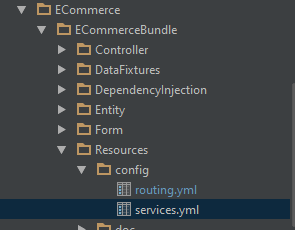 ECommerce
ECommerceBundle
Controller
DataFixtures
DependencyInjection
Entity
Form
Resources
config
routing.yml
services.yml